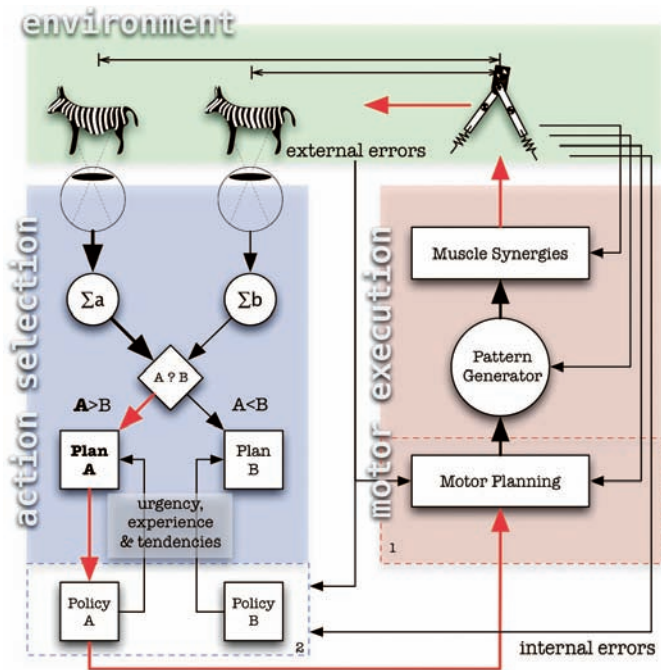 environment
external errors
action selection
motor execution
Σa
Σb
A ? B
A>B
A<B
Plan
A
Plan
B
urgency,
experience
& tendencies
Policy
A
Policy
B
2
Muscle Synergies
Pattern
Generator
Motor Planning
1
internal errors